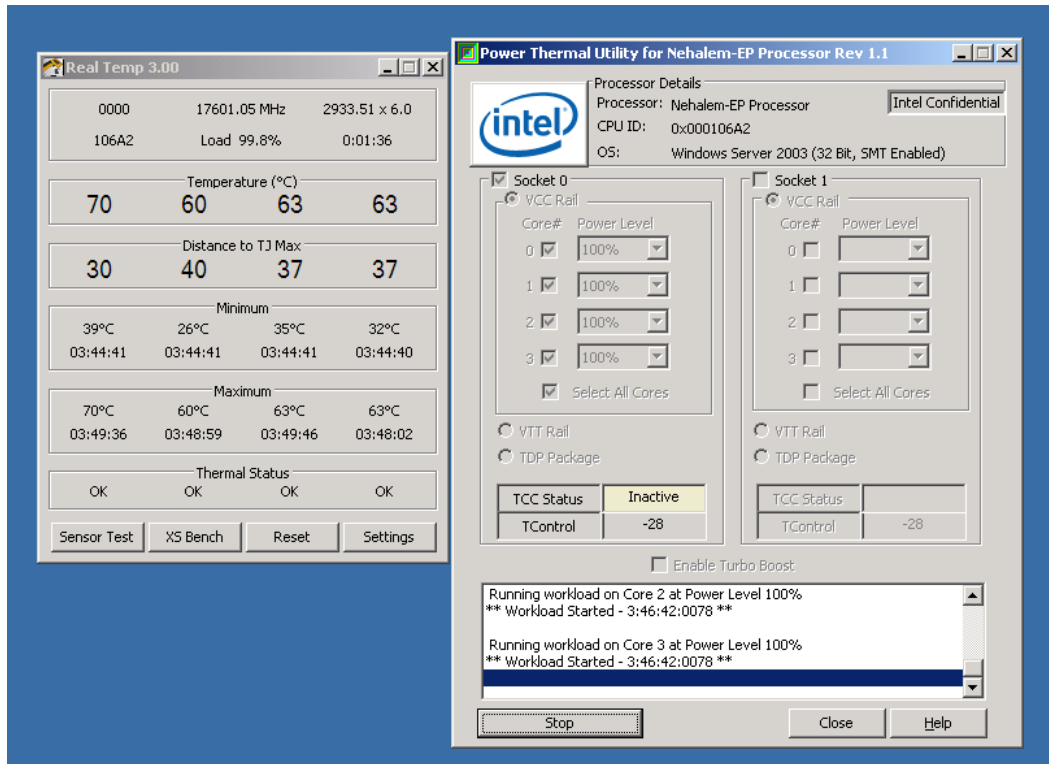 Real Temp 3.00
0000 17601.05 MHz 2933.51 x 6.0
106A2 Load 99.8% 0:01:36
Temperature (°C)
70 60 63 63
Distance to TJ Max
30 40 37 37
Minimum
39°C 26°C 35°C 32°C
03:44:41 03:44:41 03:44:41 03:44:40
Maximum
70°C 60°C 63°C 63°C
03:49:36 03:48:59 03:49:46 03:48:02
Thermal Status
OK OK OK OK
Sensor Test XS Bench Reset Settings
Power Thermal Utility for Nehalem-EP Processor Rev 1.1
intel
Processor Details
Processor: Nehalem-EP Processor Intel Confidential
CPU ID: 0x000106A2
OS: Windows Server 2003 (32 Bit, SMT Enabled)
Socket 0
VCC Rail
Core# Power Level
0 100%
1 100%
2 100%
3 100%
Select All Cores
VTT Rail
TDP Package
TCC Status Inactive
TControl -28
Socket 1
VCC Rail
Core# Power Level
0
1
2
3
Select All Cores
VTT Rail
TDP Package
TCC Status
TControl -28
Enable Turbo Boost
Running workload on Core 2 at Power Level 100%
** Workload Started - 3:46:42:0078 **
Running workload on Core 3 at Power Level 100%
** Workload Started - 3:46:42:0078 **
Stop Close Help